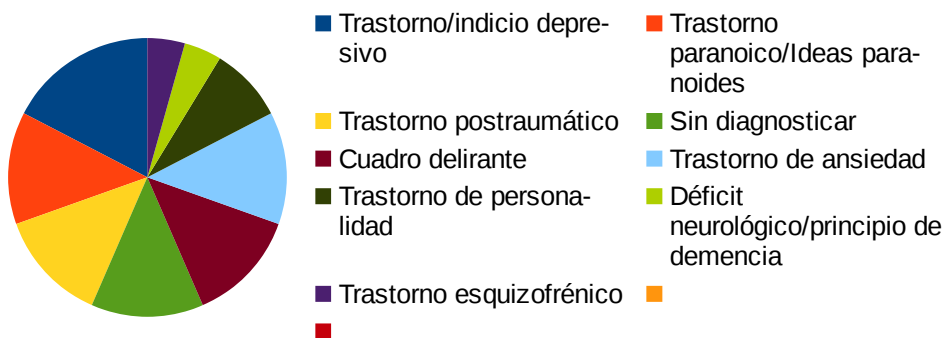 Trastorno/indicio depre-
sivo
Trastorno
paranoico/Ideas para-
noides
Trastorno postraumático
Sin diagnosticar
Cuadro delirante
Trastorno de ansiedad
Trastorno de persona-
lidad
Déficit
neurológico/principio de
demencia
Trastorno esquizofrénico